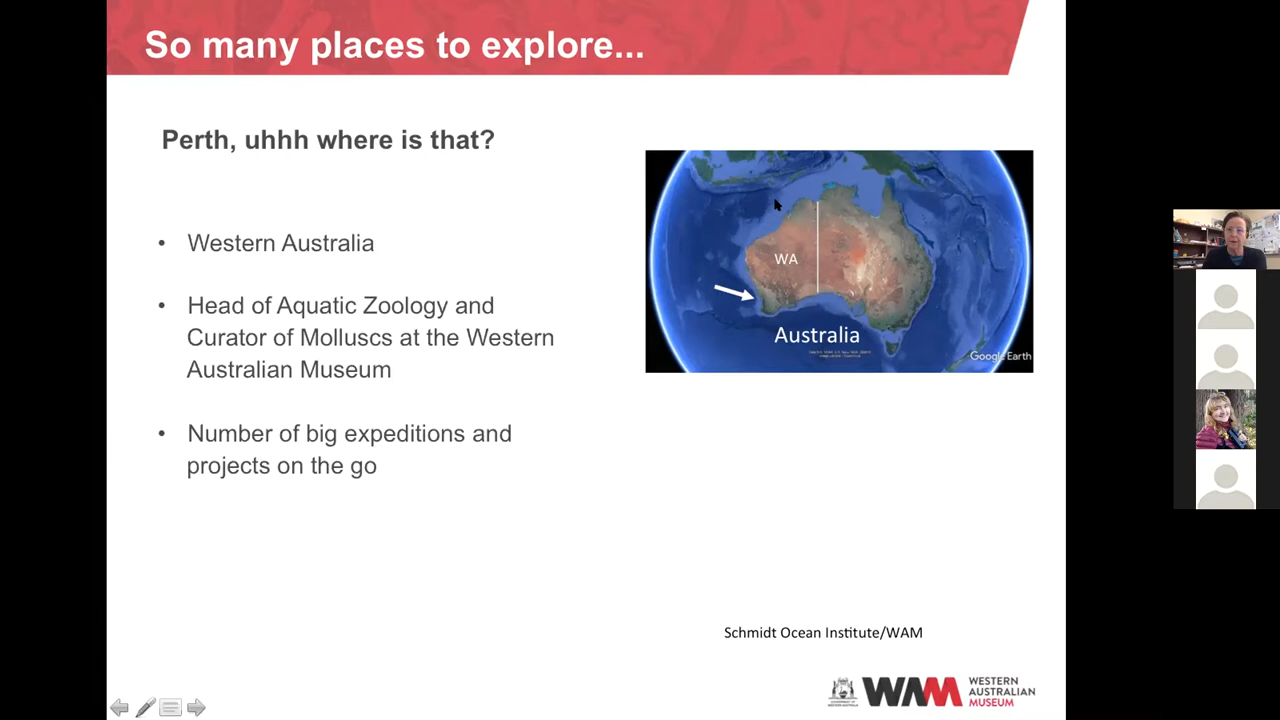 So many places to explore...
Perth, uhhh where is that?
• Western Australia
• Head of Aquatic Zoology and
Curator of Molluscs at the Western
Australian Museum
• Number of big expeditions and
projects on the go
WA
Australia
Google Earth
Schmidt Ocean Institute/WAM
WAM
WESTERN
AUSTRALIAN
MUSEUM